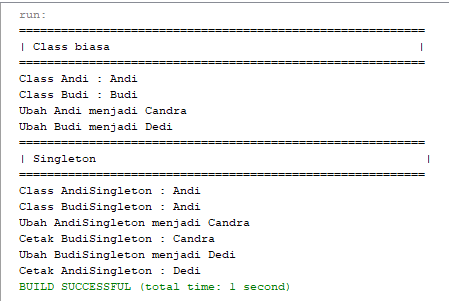 run:
==========================================================
| Class biasa                                            |
==========================================================
Class Andi : Andi
Class Budi : Budi
Ubah Andi menjadi Candra
Ubah Budi menjadi Dedi
==========================================================
| Singleton                                               |
==========================================================
Class AndiSingleton : Andi
Class BudiSingleton : Andi
Ubah AndiSingleton menjadi Candra
Cetak BudiSingleton : Candra
Ubah BudiSingleton menjadi Dedi
Cetak AndiSingleton : Dedi
BUILD SUCCESSFUL (total time: 1 second)